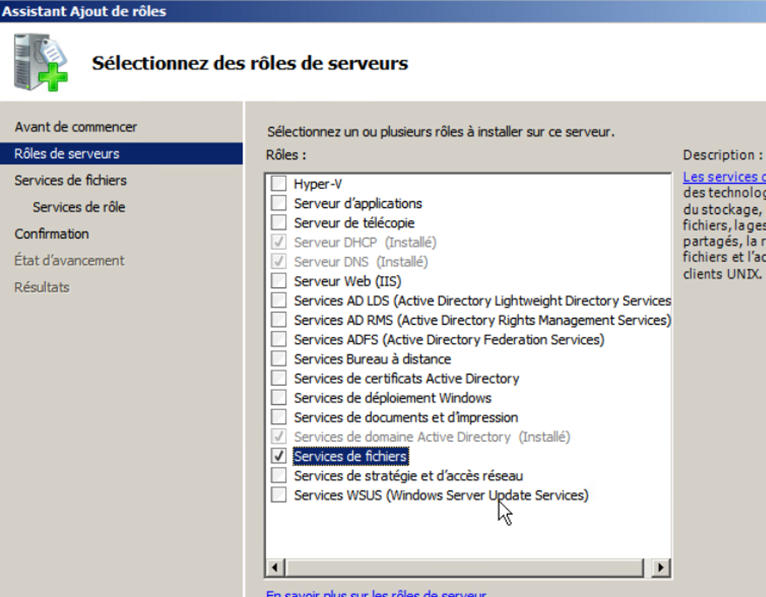 Assistant Ajout de rôles
Sélectionnez des rôles de serveurs
Avant de commencer
Rôles de serveurs
Services de fichiers
Services de rôle
Confirmation
État d'avancement
Résultats
Sélectionnez un ou plusieurs rôles à installer sur ce serveur.
Rôles :
Hyper-V
Serveur d'applications
Serveur de télécopie
Serveur DHCP (Installé)
Serveur DNS (Installé)
Serveur Web (IIS)
Services AD LDS (Active Directory Lightweight Directory Services
Services AD RMS (Active Directory Rights Management Services)
Services ADFS (Active Directory Federation Services)
Services Bureau à distance
Services de certificats Active Directory
Services de déploiement Windows
Services de documents et d'impression
Services de domaine Active Directory (Installé)
Services de fichiers
Services de stratégie et d'accès réseau
Services WSUS (Windows Server Update Services)
En savoir plus sur les rôles de serveur
Description :
Les services
des technolog
du stockage,
fichiers, la ges
partagés, la
fichiers et l'ac
clients UNIX.